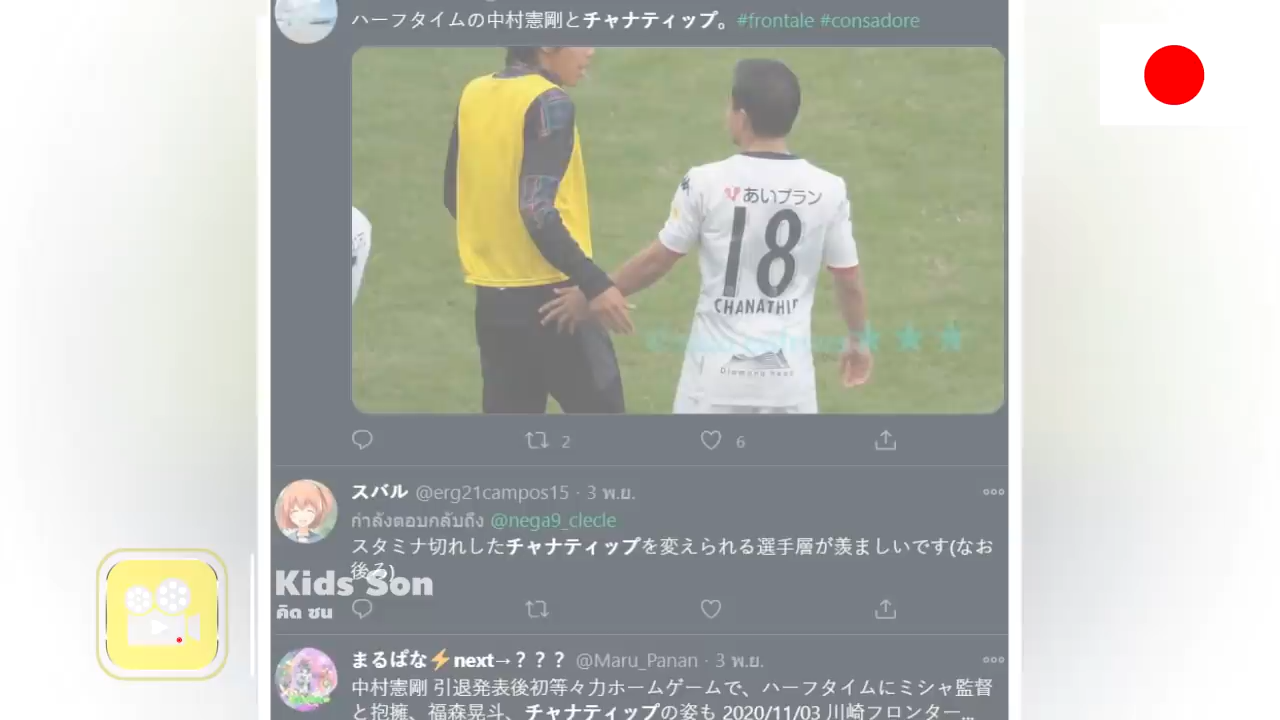 ハーフタイムの中村憲剛とチャナティップ。#frontale #consadore
あいプラン
18
CHANATHIP
2
6
スバル @erg21campos15 · 3 พ.ย.
กำลังตอบกลับถึง @nega9_clecle
スタミナ切れしたチャナティップを変えられる選手層が羨ましいです(なお
後ろ)
Kids Son
คิด ซน
まるぱな⚡next→？？？ @Maru_Panan · 3 พ.ย.
中村憲剛 引退発表後初等々力ホームゲームで、ハーフタイムにミシャ監督
と抱擁、福森晃斗、チャナティップの姿も 2020/11/03 川崎フロンター...